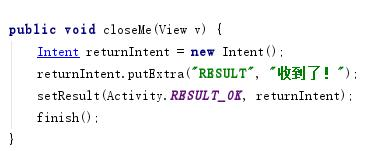 public void closeMe(View v) {
    Intent returnIntent = new Intent();
    returnIntent.putExtra("RESULT", "收到了！");
    setResult(Activity.RESULT_OK, returnIntent);
    finish();
}